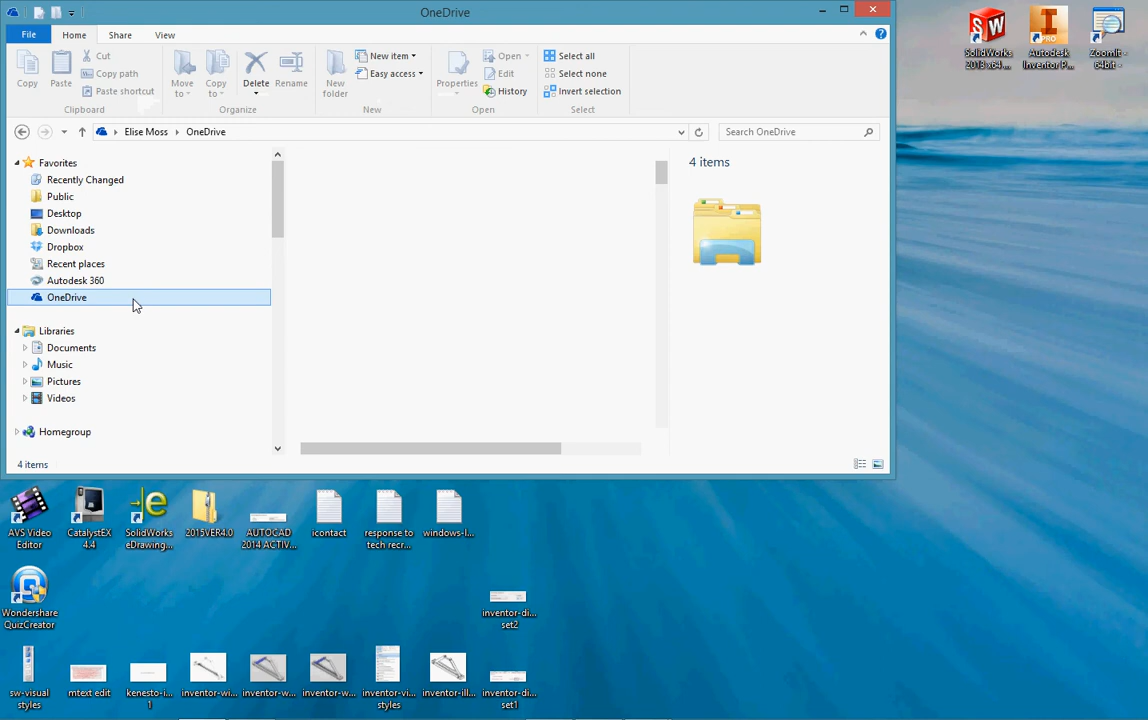 OneDrive
File Home Share View
Copy
Paste
Cut
Copy path
Paste shortcut
Clipboard
Move to
Copy to
Delete
Rename
Organize
New folder
New item
Easy access
New
Properties
Open
Edit
History
Open
Select all
Select none
Invert selection
Select
Elise Moss OneDrive
Search OneDrive
Favorites
Recently Changed
Public
Desktop
Downloads
Dropbox
Recent places
Autodesk 360
OneDrive
Libraries
Documents
Music
Pictures
Videos
Homegroup
4 items
4 items
SolidWorks
2013 x64 ...
Autodesk
Inventor P...
ZoomIt -
64bit -
AVS Video
Editor
CatalystEX
4.4
SolidWorks
eDrawing...
2015VER4.0
AUTOCAD
2014 ACTIV...
icontact
response to
tech recr...
windows-l...
Wondershare
QuizCreator
inventor-di...
set2
sw-visual
styles
mtext edit
kenesto-i...
1
inventor-wi...
inventor-w...
inventor-w...
inventor-vi...
styles
inventor-ill...
inventor-di...
set1